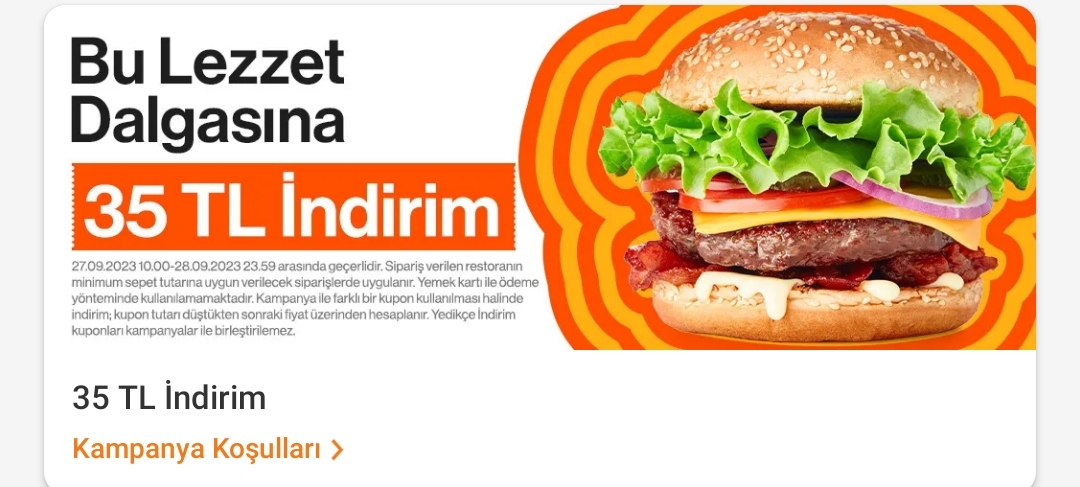 Bu Lezzet
Dalgasına
35 TL İndirim
27.09.2023 10.00-28.09.2023 23.59 arasında geçerlidir. Sipariş verilen restoranın
minimum sepet tutarına uygun verilecek siparişlerde uygulanır. Yemek kartı ile ödeme
yönteminde kullanılamamaktadır. Kampanya ile farklı bir kupon kullanılması halinde
indirim; kupon tutarı düştükten sonraki fiyat üzerinden hesaplanır. Yedikçe İndirim
kuponları kampanyalar ile birleştirilemez.
35 TL İndirim
Kampanya Koşulları